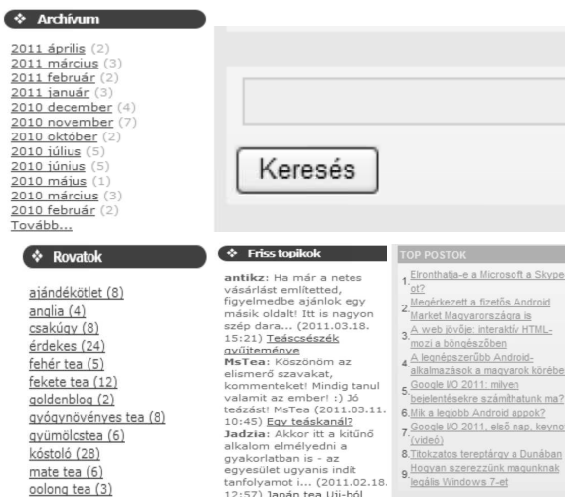 ❖ Archívum
2011 április (2)
2011 március (3)
2011 február (2)
2011 január (3)
2010 december (4)
2010 november (7)
2010 október (2)
2010 július (5)
2010 június (5)
2010 május (1)
2010 március (3)
2010 február (2)
Tovább...
Keresés
❖ Rovatok
ajándékötlet (8)
anglia (4)
csakúgy (8)
érdekes (24)
fehér tea (5)
fekete tea (12)
goldenblog (2)
gyógynövényes tea (8)
gyümölcstea (6)
kóstoló (28)
mate tea (6)
oolong tea (3)
❖ Friss topikok
antikz: Ha már a netes
vásárlást említetted,
figyelmedbe ajánlok egy
másik oldalt! Itt is nagyon
szép dara... (2011.03.18.
15:21) Teáscsészék
gyűjteménye
MsTea: Köszönöm az
elismerő szavakat,
kommenteket! Mindig tanul
valamit az ember! :) Jó
teázást! MsTea (2011.03.11.
10:45) Egy teáskanál?
Jadzia: Akkor itt a kitűnő
alkalom elmélyedni a
gyakorlatban is - az
egyesület ugyanis indít
tanfolyamot i... (2011.02.18.
12:57) Japán tea Uji-ból
TOP POSTOK
1. Elronthatja-e a Microsoft a Skype-
ot?
2. Megérkezett a fizetős Android
Market Magyarországra is
3. A web jövője: interaktív HTML-
mozi a böngészőben
4. A legnépszerűbb Android-
alkalmazások a magyarok körében
5. Google I/O 2011: milyen
bejelentésekre számíthatunk ma?
6. Mik a legjobb Android appok?
7. Google I/O 2011, első nap, keynote
(videó)
8. Titokzatos tereptárgy a Dunában
9. Hogyan szerezzünk magunknak
legális Windows 7-et